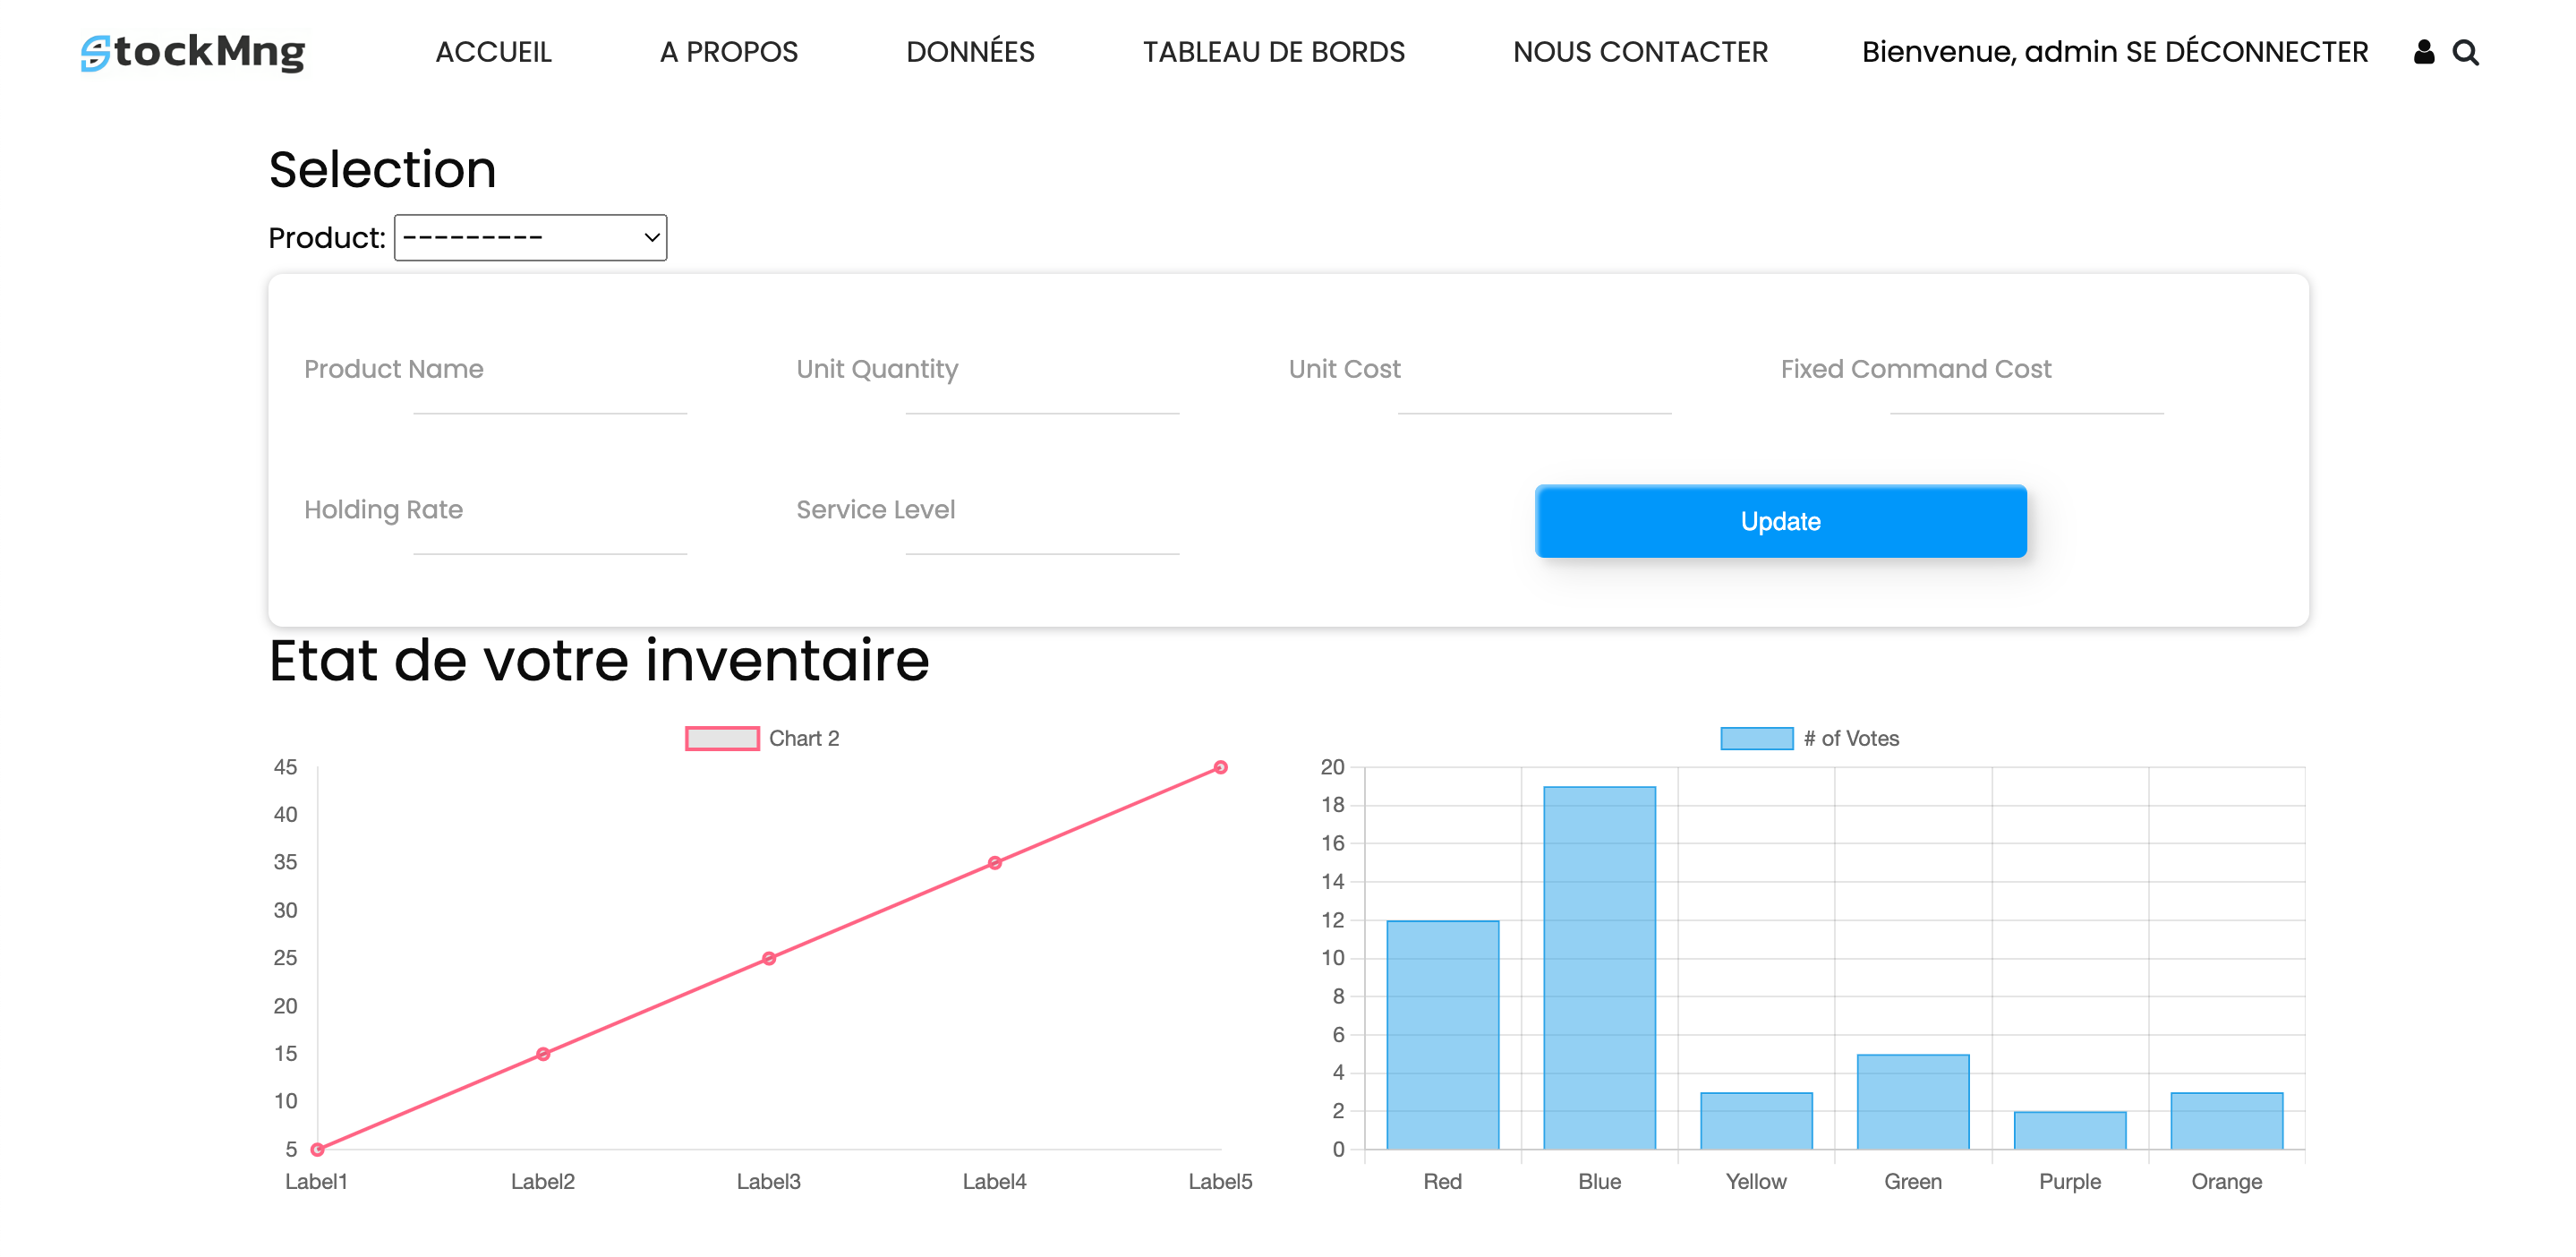 StockMng ACCUEIL A PROPOS DONNÉES TABLEAU DE BORDS NOUS CONTACTER Bienvenue, admin SE DÉCONNECTER
Selection
Product: ---------
Product Name Unit Quantity Unit Cost Fixed Command Cost
Holding Rate Service Level Update
Etat de votre inventaire
Chart 2
45
40
35
30
25
20
15
10
5
Label1 Label2 Label3 Label4 Label5
# of Votes
20
18
16
14
12
10
8
6
4
2
0
Red Blue Yellow Green Purple Orange